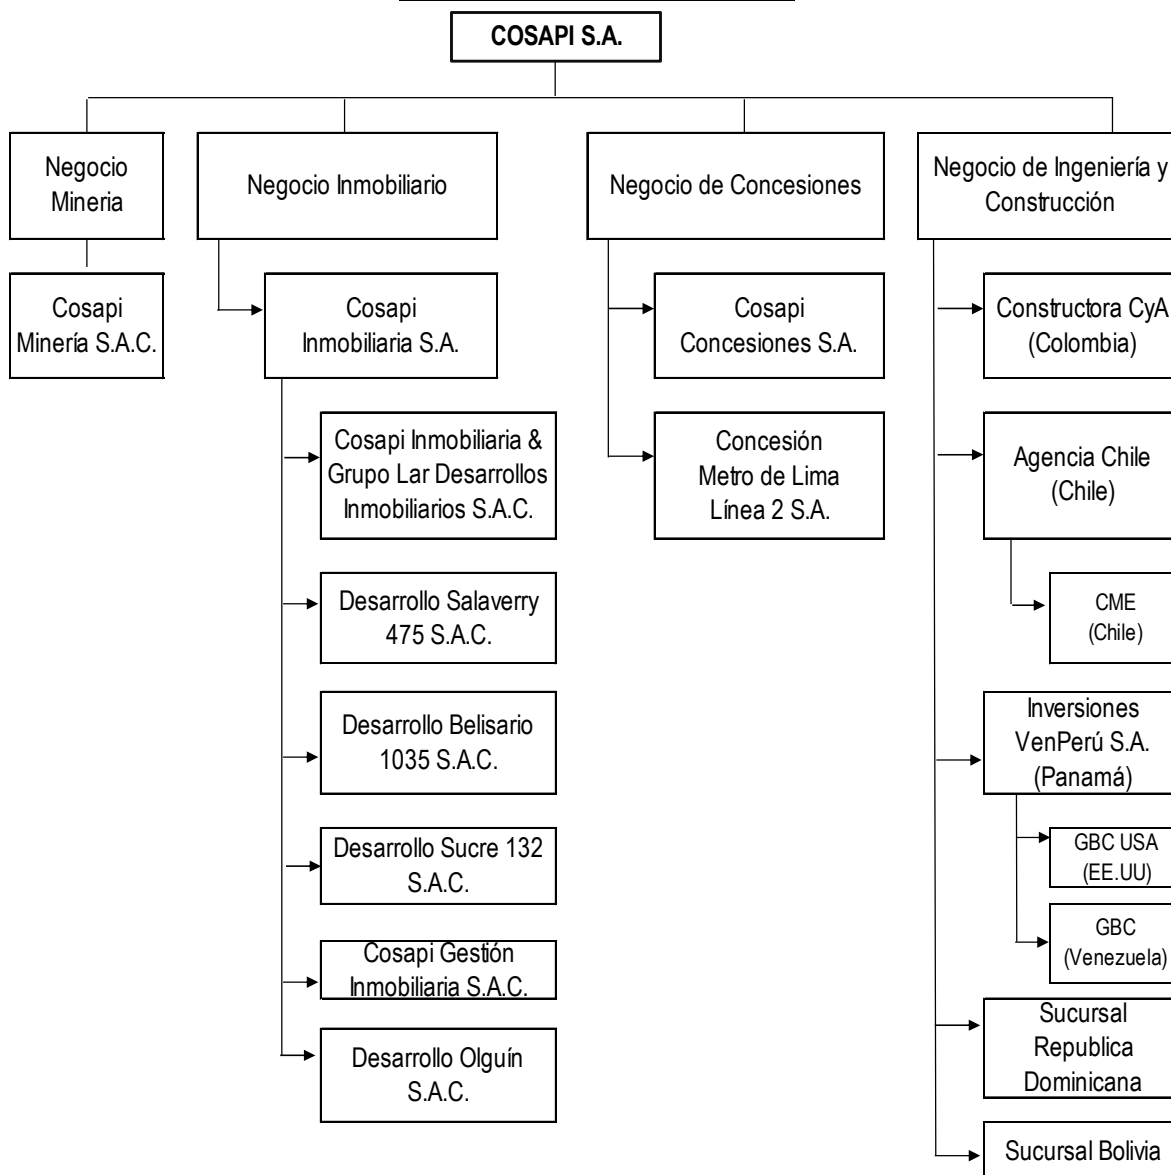 COSAPI S.A.
Negocio
Mineria
Negocio Inmobiliario
Negocio de Concesiones
Negocio de Ingeniería y
Construcción
Cosapi
Minería S.A.C.
Cosapi
Inmobiliaria S.A.
Cosapi
Concesiones S.A.
Constructora CyA
(Colombia)
Cosapi Inmobiliaria &
Grupo Lar Desarrollos
Inmobiliarios S.A.C.
Concesión
Metro de Lima
Línea 2 S.A.
Agencia Chile
(Chile)
Desarrollo Salaverry
475 S.A.C.
CME
(Chile)
Desarrollo Belisario
1035 S.A.C.
Inversiones
VenPerú S.A.
(Panamá)
Desarrollo Sucre 132
S.A.C.
GBC USA
(EE.UU)
GBC
(Venezuela)
Cosapi Gestión
Inmobiliaria S.A.C.
Sucursal
Republica
Dominicana
Desarrollo Olguín
S.A.C.
Sucursal Bolivia